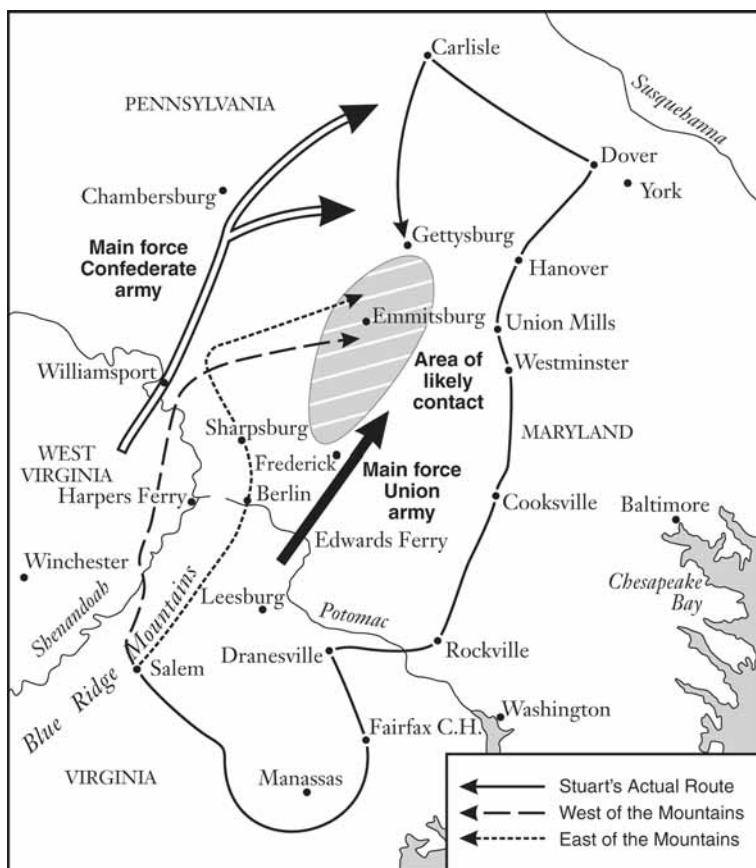 Carlisle
Susquehanna
PENNSYLVANIA
Dover
York
Chambersburg
Gettysburg
Main force
Confederate
army
Hanover
Emmitsburg
Union Mills
Williamsport
Area of
likely
contact
Westminster
Sharpsburg
MARYLAND
WEST
VIRGINIA
Frederick
Main force
Union
army
Harpers Ferry
Berlin
Cooksville
Baltimore
Edwards Ferry
Winchester
Chesapeake
Bay
Shenandoah
Leesburg
Potomac
Blue Ridge Mountains
Dranesville
Rockville
Salem
Washington
Fairfax C.H.
VIRGINIA
Manassas
Stuart's Actual Route
West of the Mountains
East of the Mountains